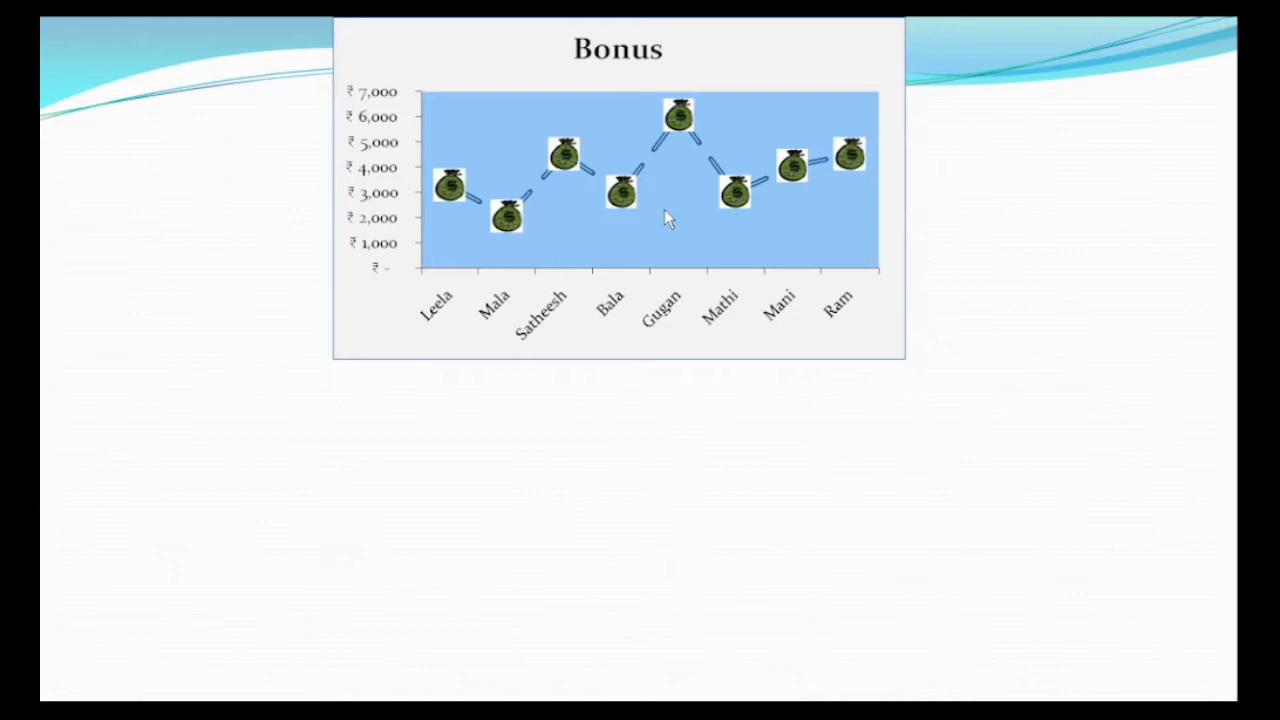 Bonus
₹ 7,000
₹ 6,000
₹ 5,000
₹ 4,000
₹ 3,000
₹ 2,000
₹ 1,000
₹ -
Leela
Mala
Satheesh
Bala
Gugan
Mathi
Mani
Ram